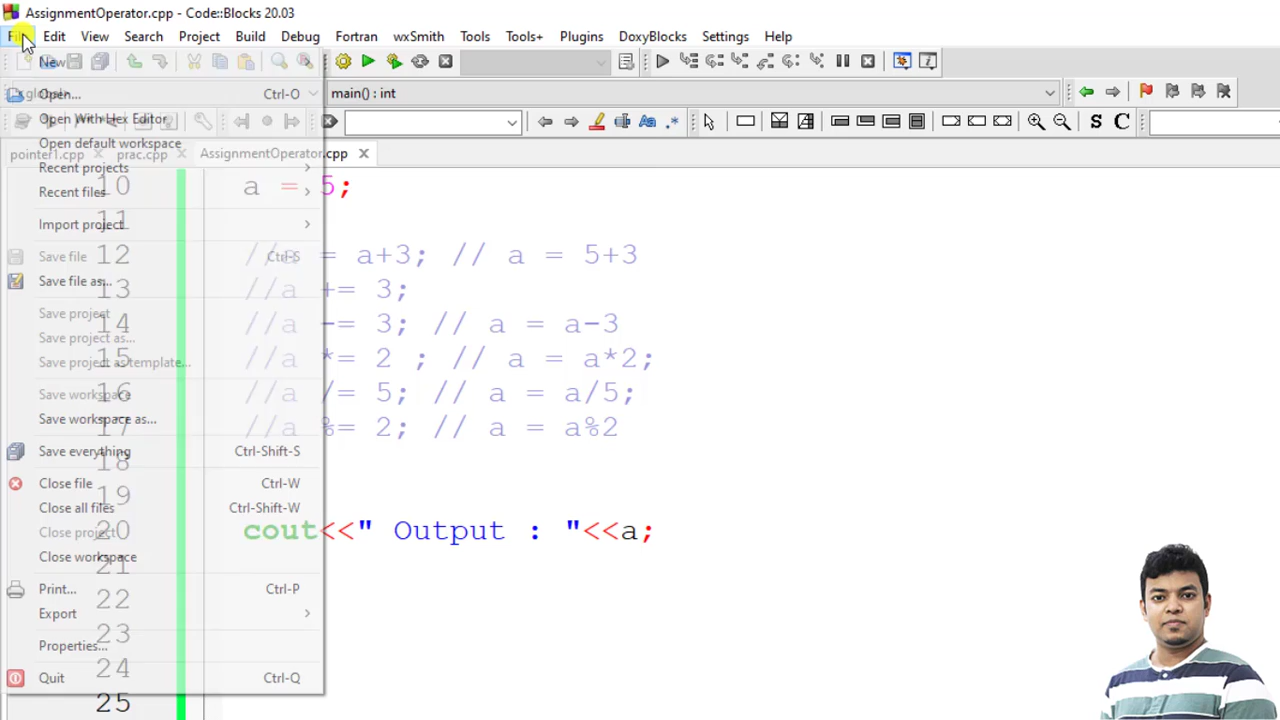 AssignmentOperator.cpp - Code::Blocks 20.03
File Edit View Search Project Build Debug Fortran wxSmith Tools Tools+ Plugins DoxyBlocks Settings Help
New
Open... Ctrl-O
main() : int
Open With Hex Editor
Open default workspace
pointer1.cpp prac.cpp AssignmentOperator.cpp
Recent projects
10 a = 5;
Recent files
11
Import project
12 //a = a+3; // a = 5+3
Save file Ctrl-S
Save file as...
13 //a += 3;
Save project
14 //a -= 3; // a = a-3
Save project as...
15 //a *= 2 ; // a = a*2;
Save project as template...
16 //a /= 5; // a = a/5;
Save workspace
Save workspace as...
17 //a %= 2; // a = a%2
Save everything Ctrl-Shift-S
18
Close file Ctrl-W
19
Close all files Ctrl-Shift-W
20 cout<<" Output : "<<a;
Close project
Close workspace
21
Print... Ctrl-P
22
Export
23
Properties...
24
Quit Ctrl-Q
25